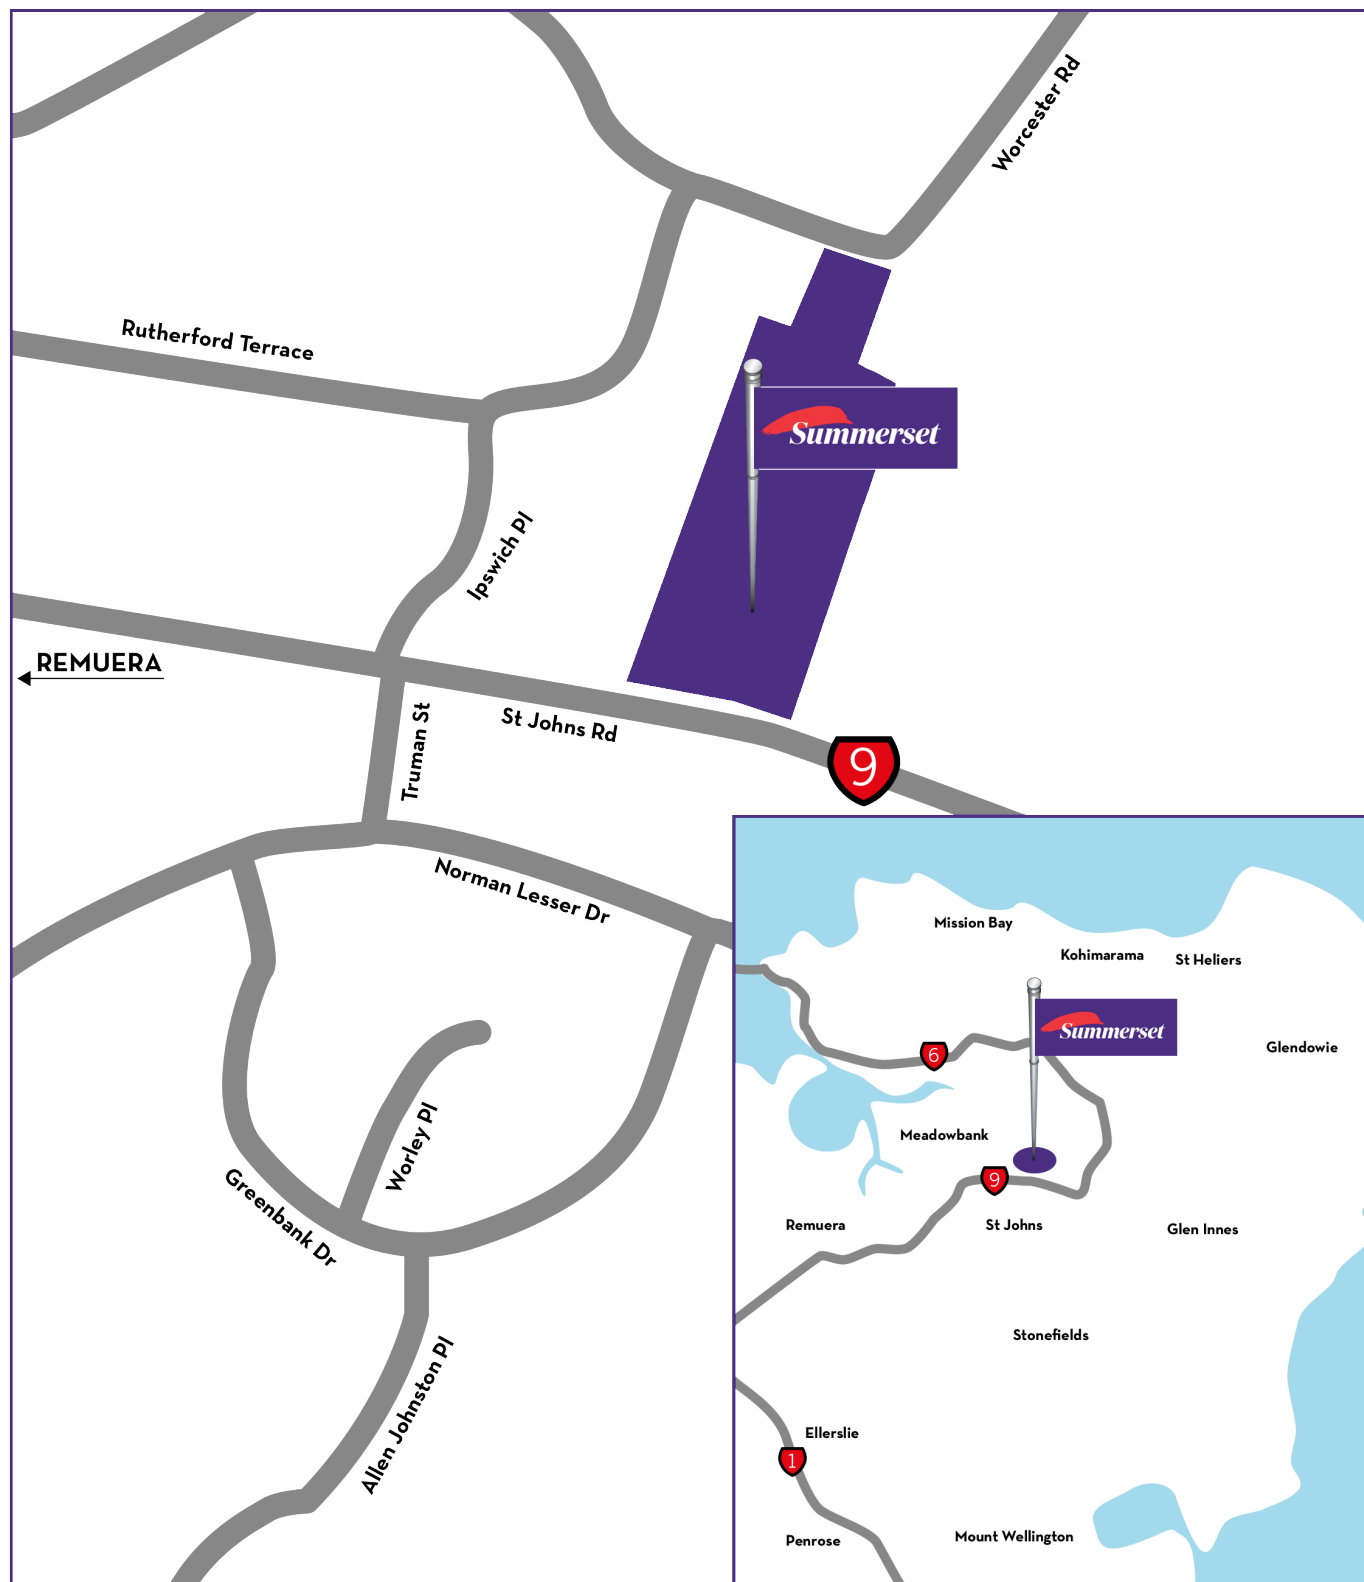 Worcester Rd
Rutherford Terrace
Summerset
Ipswich Pl
REMUERA
St Johns Rd
Truman St
9
Norman Lesser Dr
Worley Pl
Greenbank Dr
Allen Johnston Pl
Mission Bay
Kohimarama
St Heliers
Summerset
Glendowie
6
Meadowbank
9
Remuera
St Johns
Glen Innes
Stonefields
Ellerslie
1
Penrose
Mount Wellington